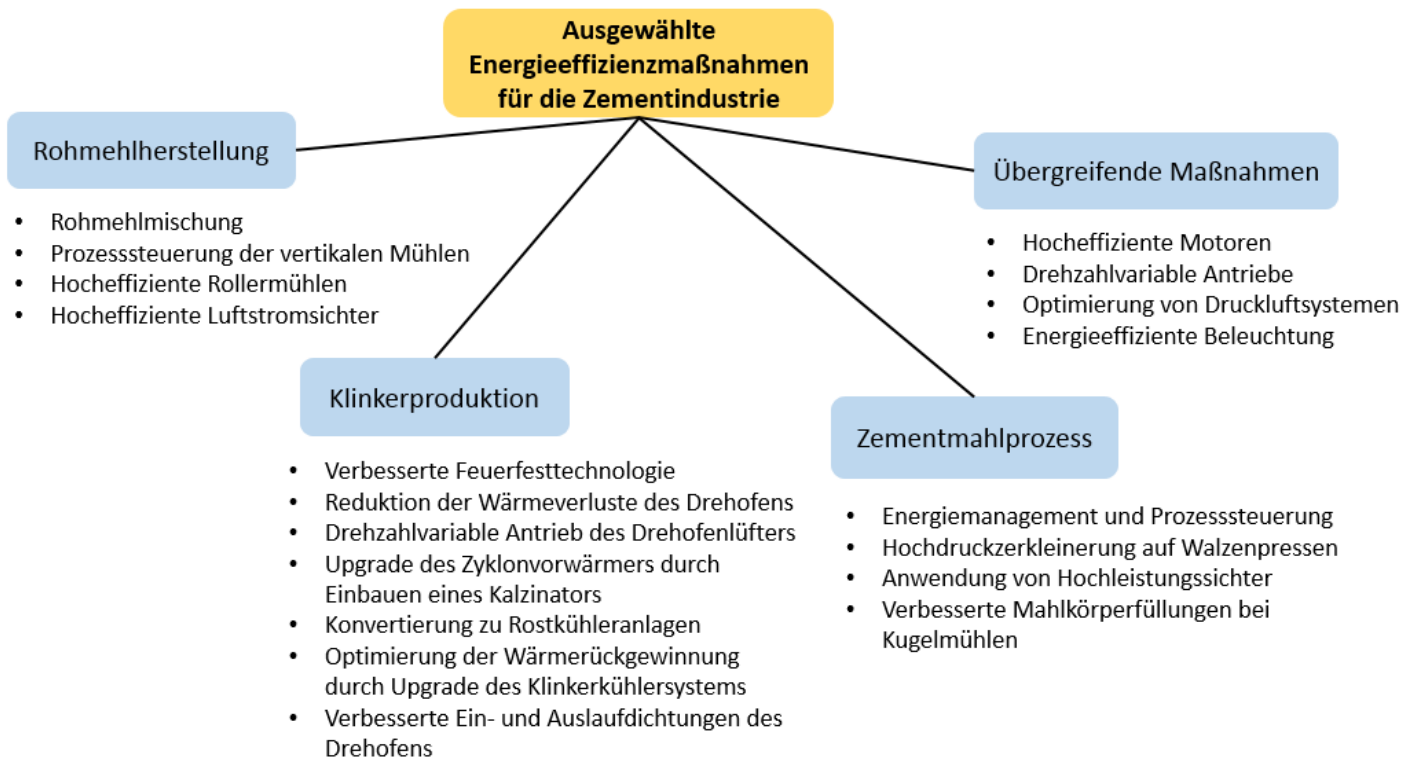 Ausgewählte
Energieeffizienzmaßnahmen
für die Zementindustrie
Rohmehlherstellung
• Rohmehlmischung
• Prozesssteuerung der vertikalen Mühlen
• Hocheffiziente Rollermühlen
• Hocheffiziente Luftstromsichter
Übergreifende Maßnahmen
• Hocheffiziente Motoren
• Drehzahlvariable Antriebe
• Optimierung von Druckluftsystemen
• Energieeffiziente Beleuchtung
Klinkerproduktion
• Verbesserte Feuerfesttechnologie
• Reduktion der Wärmeverluste des Drehofens
• Drehzahlvariable Antrieb des Drehofenlüfters
• Upgrade des Zyklonvorwärmers durch
Einbauen eines Kalzinators
• Konvertierung zu Rostkühleranlagen
• Optimierung der Wärmerückgewinnung
durch Upgrade des Klinkerkühlersystems
• Verbesserte Ein- und Auslaufdichtungen des
Drehofens
Zementmahlprozess
• Energiemanagement und Prozesssteuerung
• Hochdruckzerkleinerung auf Walzenpressen
• Anwendung von Hochleistungssichter
• Verbesserte Mahlkörperfüllungen bei
Kugelmühlen